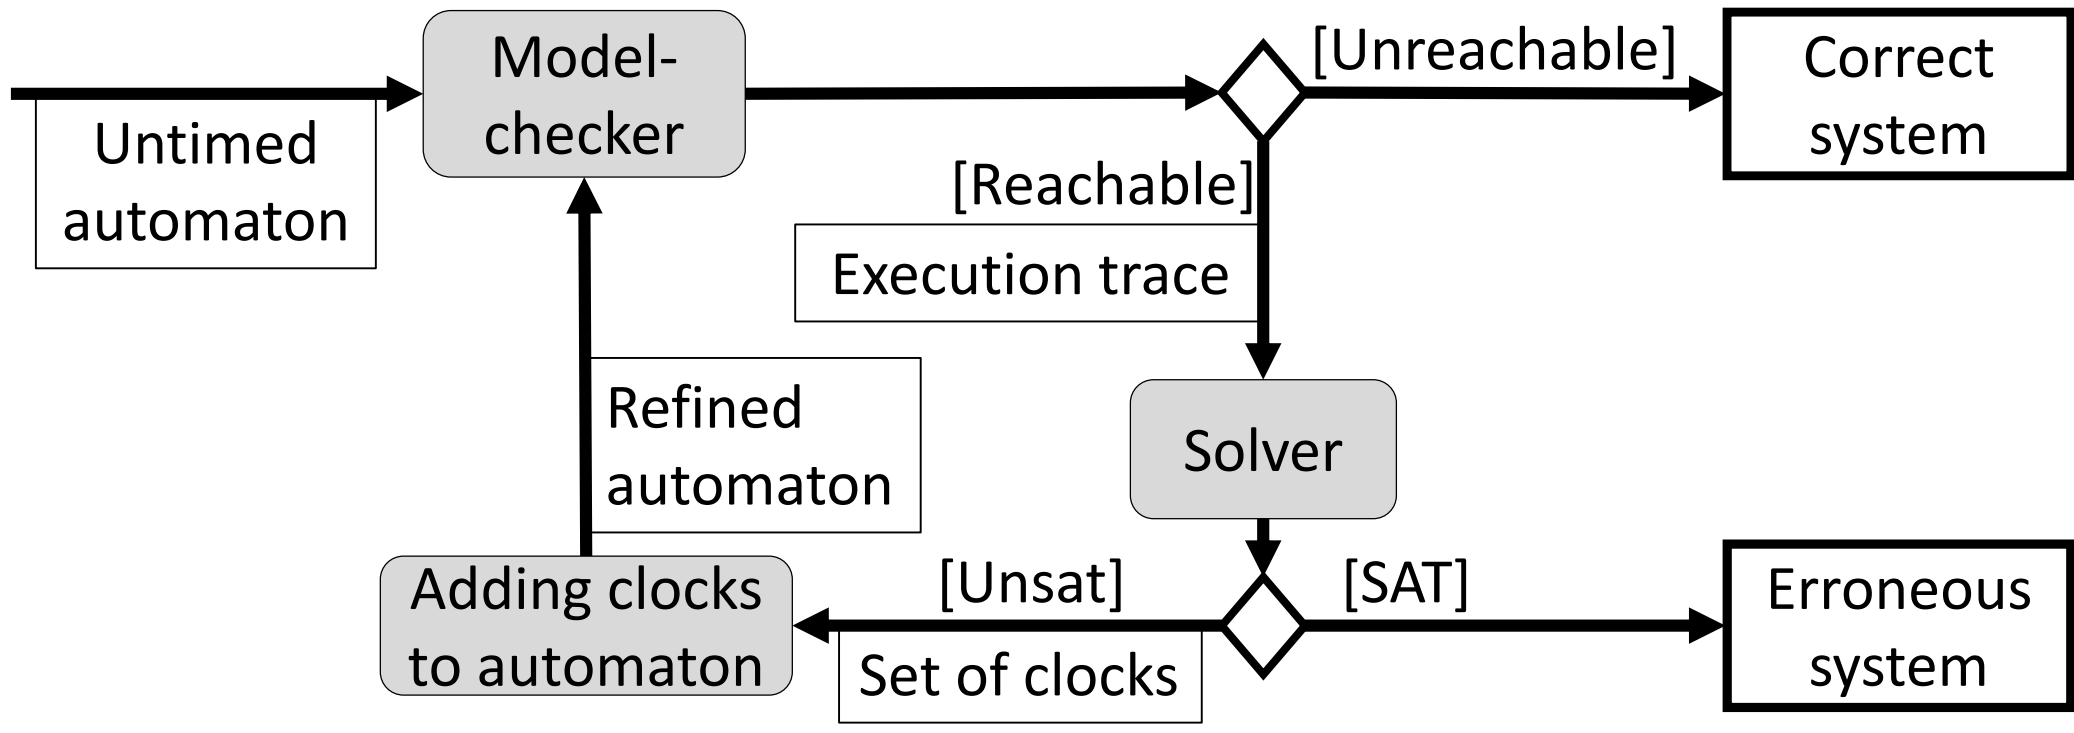 Model-
checker
[Unreachable]
Correct
system
Untimed
automaton
[Reachable]
Execution trace
Refined
automaton
Solver
Adding clocks
to automaton
[Unsat]
Set of clocks
[SAT]
Erroneous
system